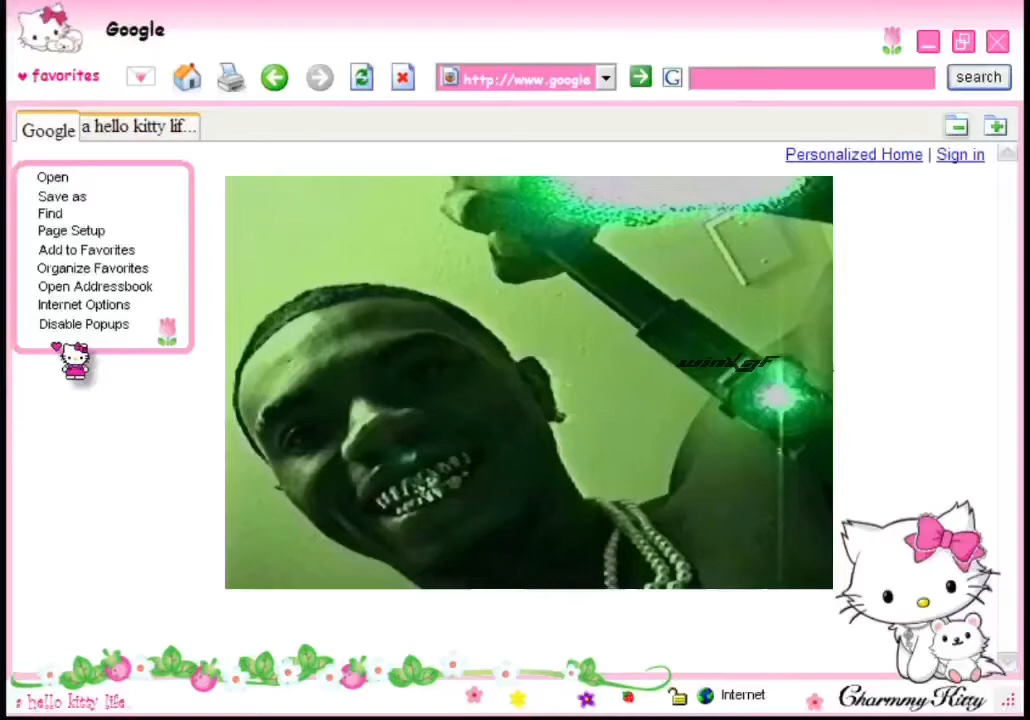 Google
favorites
http://www.google
G
search
Google
a hello kitty lif...
Personalized Home | Sign in
Open
Save as
Find
Page Setup
Add to Favorites
Organize Favorites
Open Addressbook
Internet Options
Disable Popups
winXgF
a hello kitty life..
Internet
Charmmy Kitty